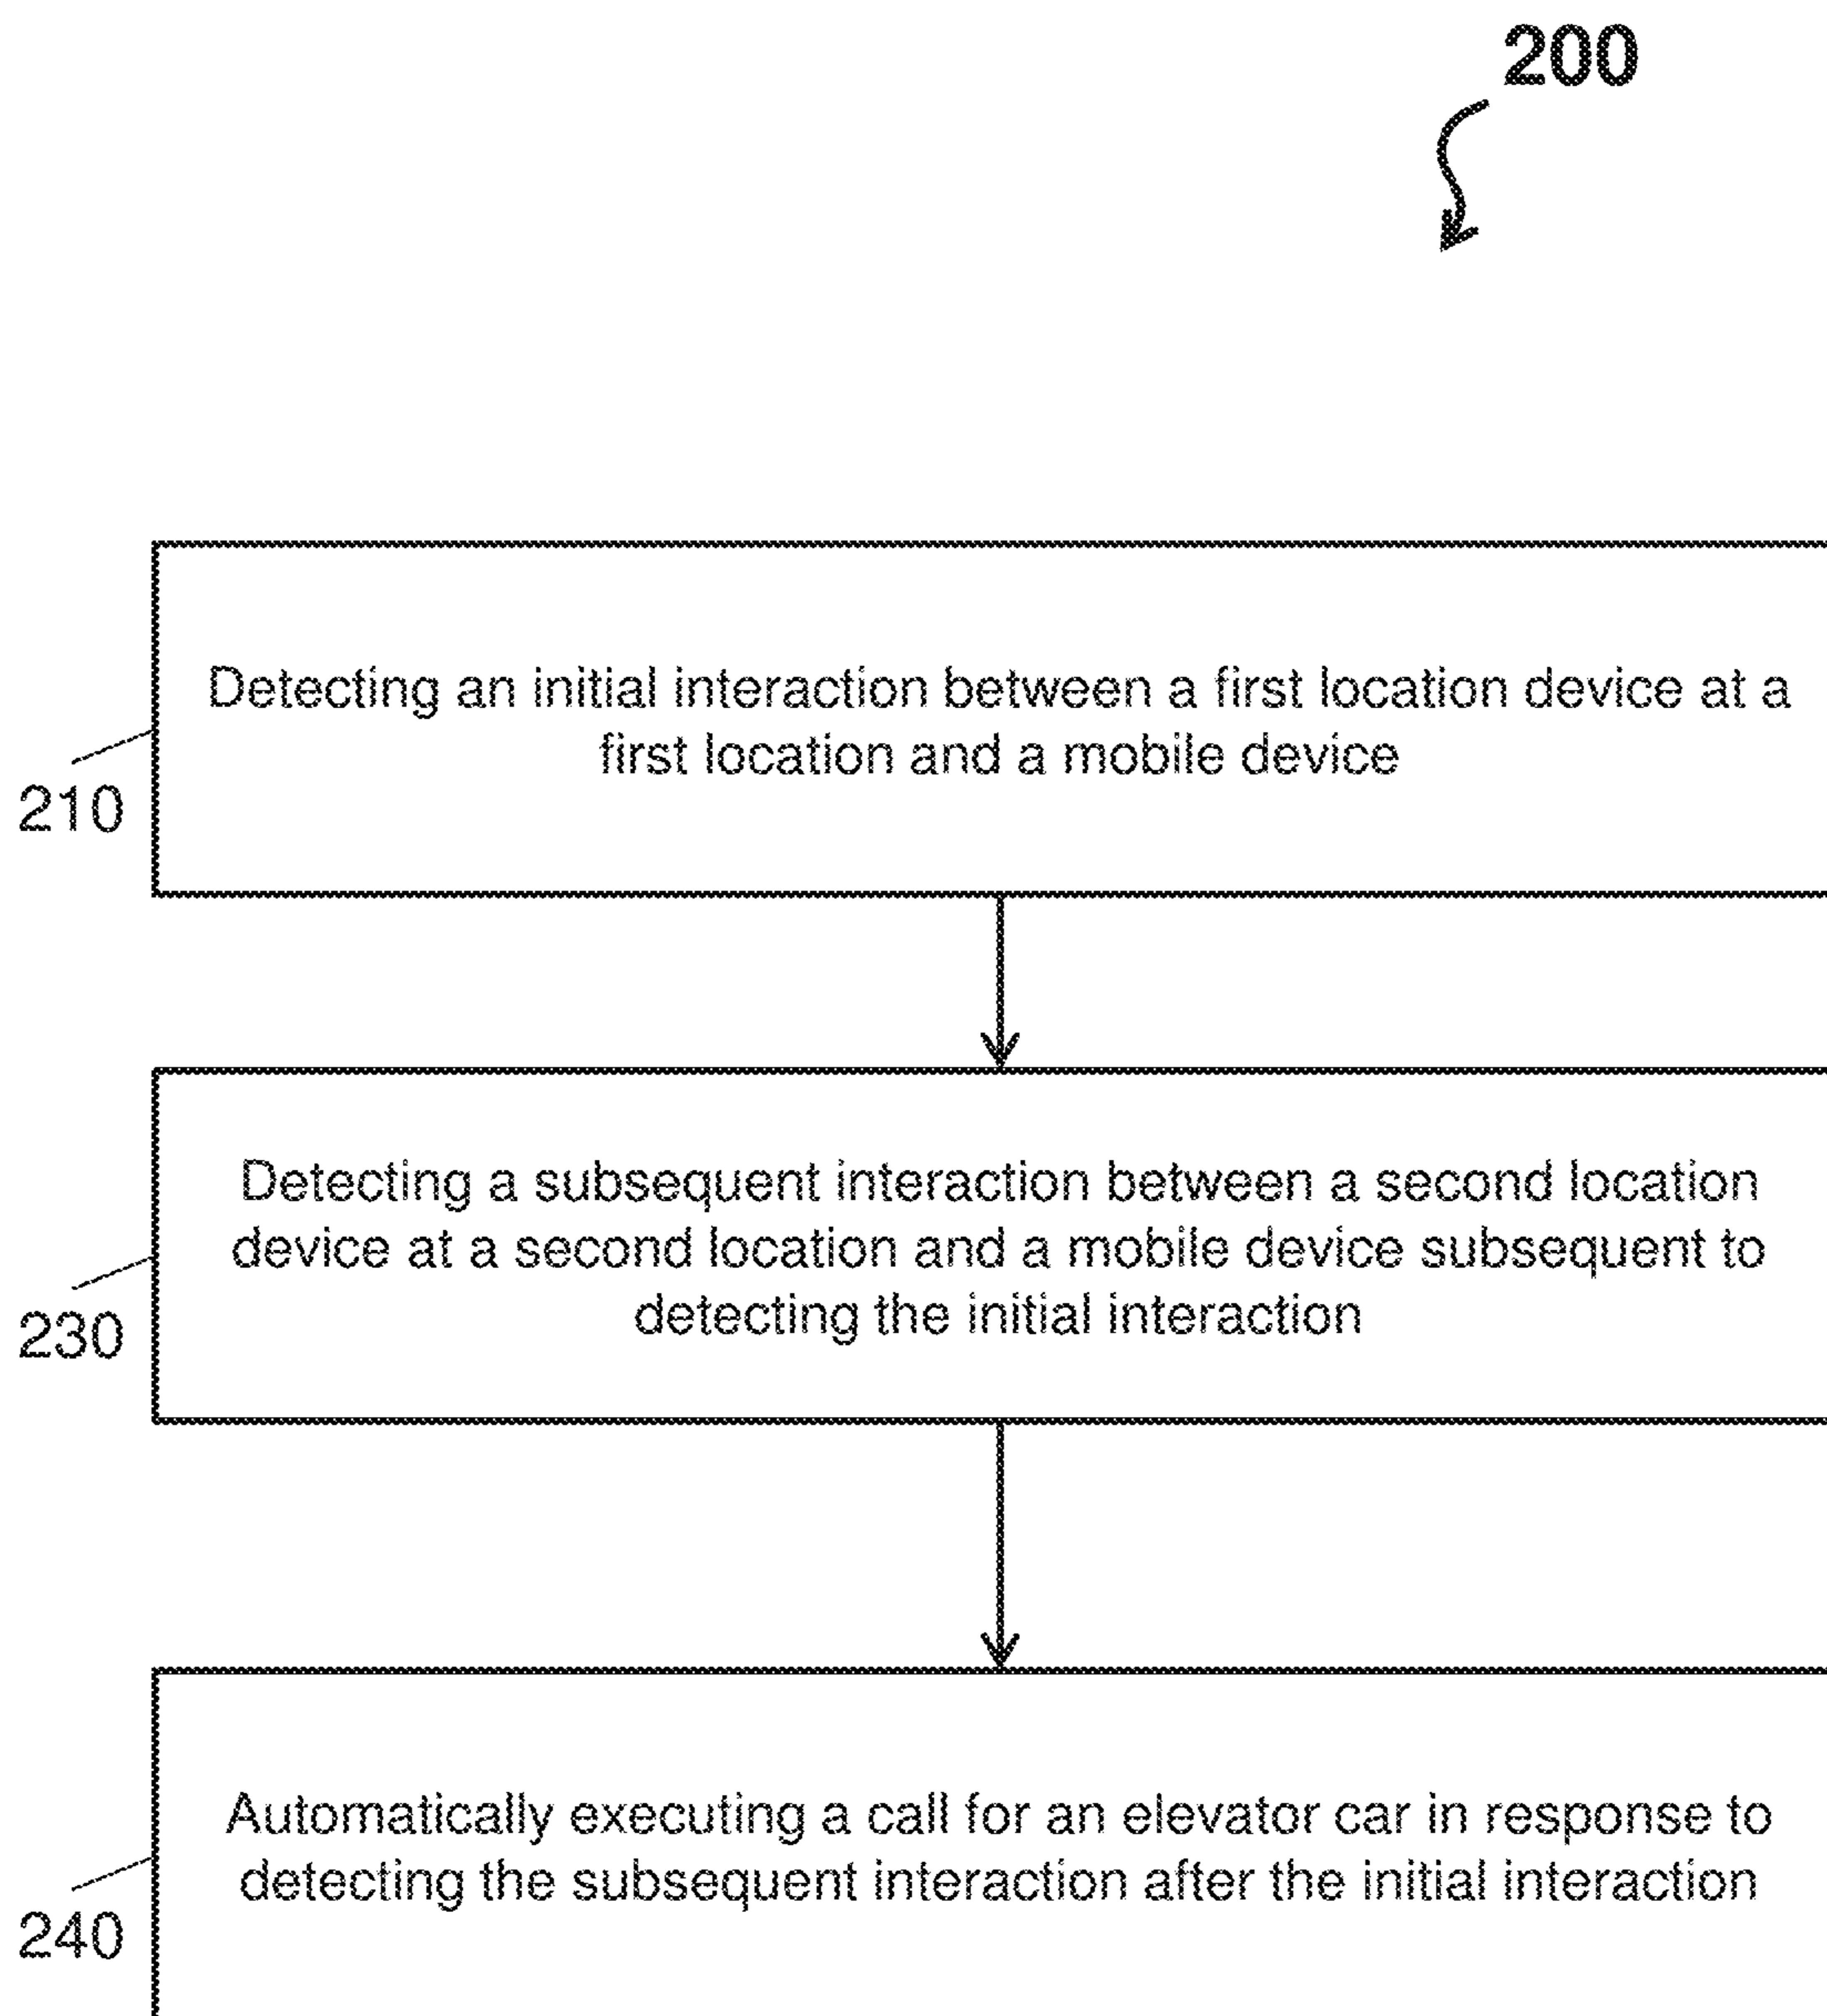 200
Detecting an initial interaction between a first location device at a
first location and a mobile device
210
Detecting a subsequent interaction between a second location
device at a second location and a mobile device subsequent to
detecting the initial interaction
230
Automatically executing a call for an elevator car in response to
detecting the subsequent interaction after the initial interaction
240